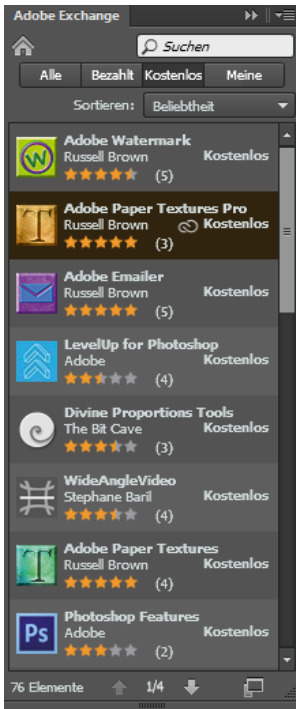 Adobe Exchange
Suchen
Alle Bezahlt Kostenlos Meine
Sortieren: Beliebtheit
Adobe Watermark
Russell Brown Kostenlos
(5)
Adobe Paper Textures Pro
Russell Brown Kostenlos
(3)
Adobe Emailer
Russell Brown Kostenlos
(5)
LevelUp for Photoshop
Adobe Kostenlos
(4)
Divine Proportions Tools
The Bit Cave Kostenlos
(3)
WideAngleVideo
Stephane Baril Kostenlos
(4)
Adobe Paper Textures
Russell Brown Kostenlos
(4)
Photoshop Features
Adobe Kostenlos
(2)
76 Elemente 1/4